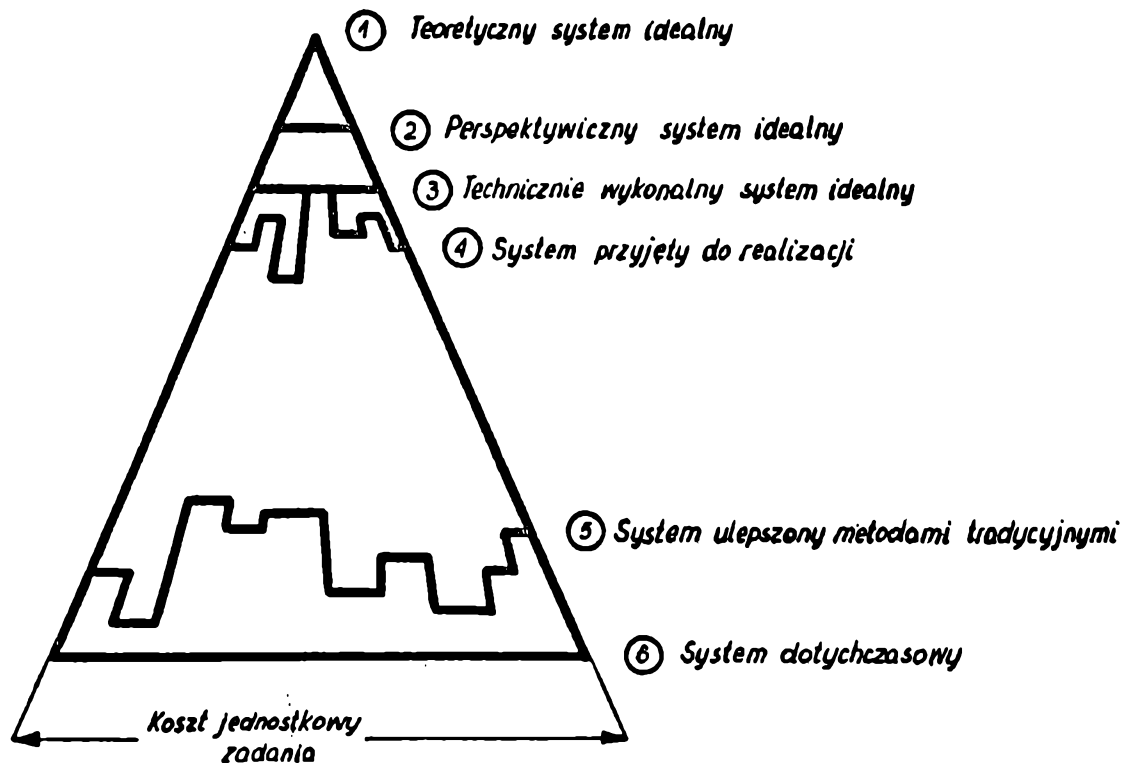 1 Teoretyczny system idealny
2 Perspektywiczny system idealny
3 Technicznie wykonalny system idealny
4 System przyjęty do realizacji
5 System ulepszony metodami tradycyjnymi
6 System dotychczasowy
Koszt jednostkowy
zadania